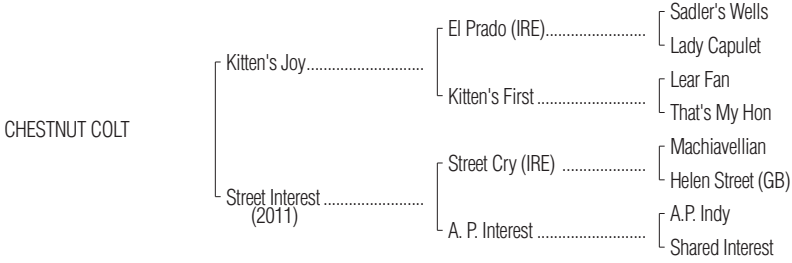 Sadler's Wells
El Prado (IRE)........................
Lady Capulet
Kitten's Joy...........................
Lear Fan
Kitten's First .........................
That's My Hon
CHESTNUT COLT
Machiavellian
Street Cry (IRE) ....................
Helen Street (GB)
Street Interest ........................
(2011)
A.P. Indy
A. P. Interest .........................
Shared Interest